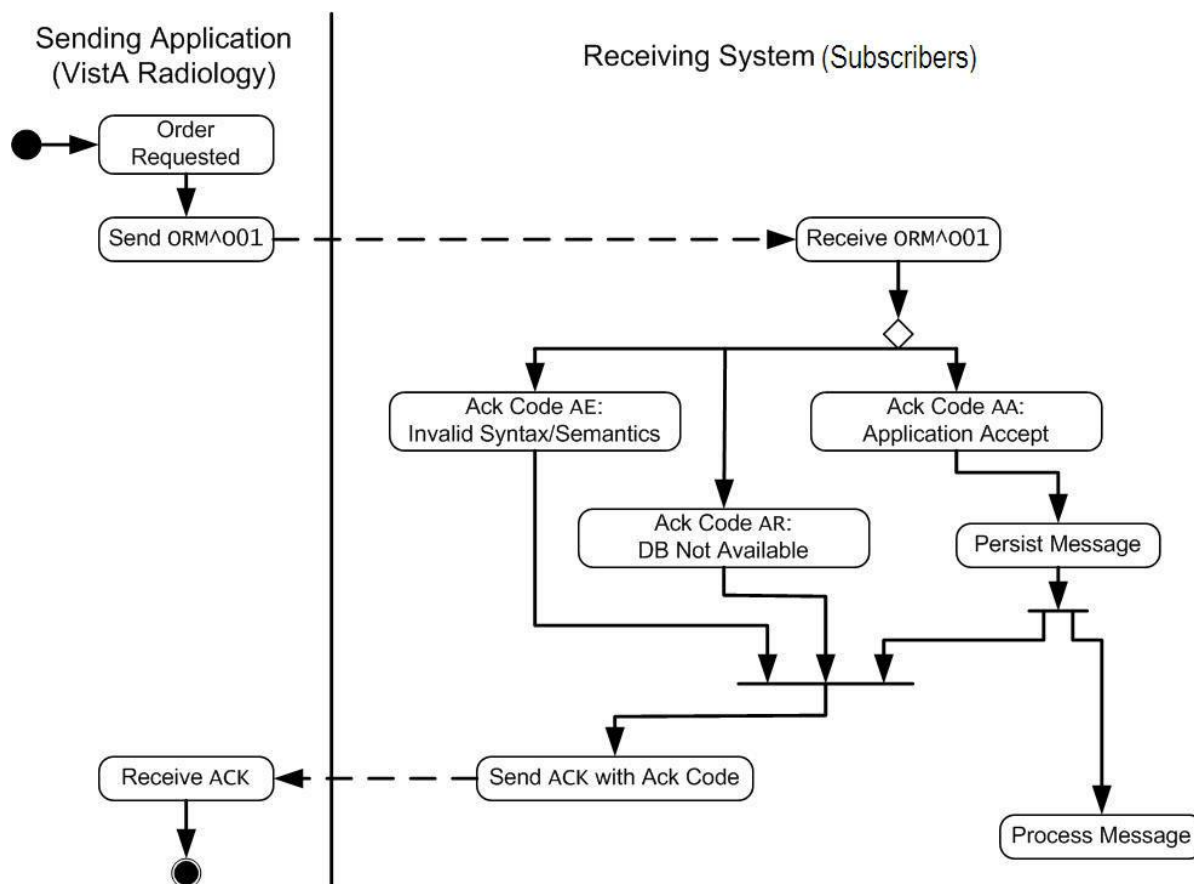 Sending Application
(VistA Radiology)
Receiving System (Subscribers)
Order
Requested
Send ORM^O01
Receive ORM^O01
Ack Code AE:
Invalid Syntax/Semantics
Ack Code AA:
Application Accept
Ack Code AR:
DB Not Available
Persist Message
Receive ACK
Send ACK with Ack Code
Process Message